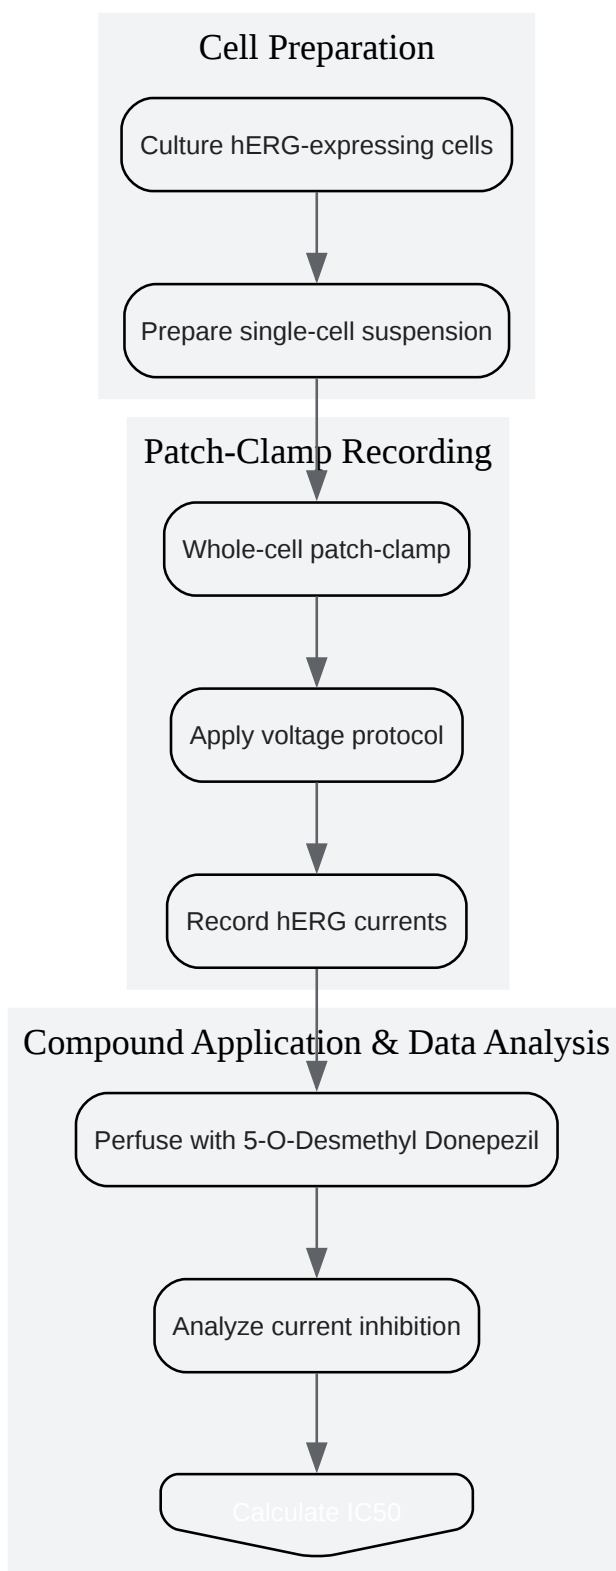 Cell Preparation
Culture hERG-expressing cells
Prepare single-cell suspension
Patch-Clamp Recording
Whole-cell patch-clamp
Apply voltage protocol
Record hERG currents
Compound Application & Data Analysis
Perfuse with 5-O-Desmethyl Donepezil
Analyze current inhibition
Calculate IC50